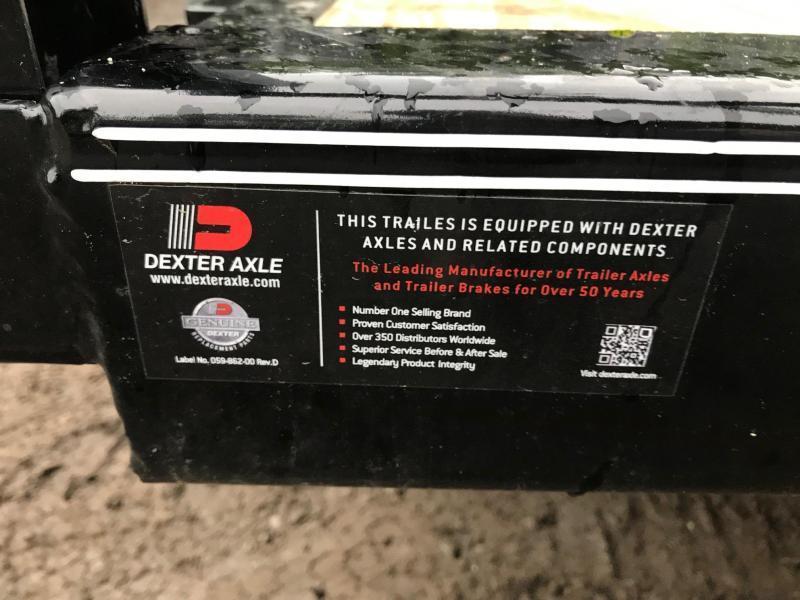 DEXTER AXLE
www.dexteraxle.com
GENUINE
DEXTER
REPLACEMENT PARTS
Label No. 059-862-00 Rev.D
THIS TRAILES IS EQUIPPED WITH DEXTER
AXLES AND RELATED COMPONENTS
The Leading Manufacturer of Trailer Axles
and Trailer Brakes for Over 50 Years
Number One Selling Brand
Proven Customer Satisfaction
Over 350 Distributors Worldwide
Superior Service Before & After Sale
Legendary Product Integrity
Visit dexteraxle.com